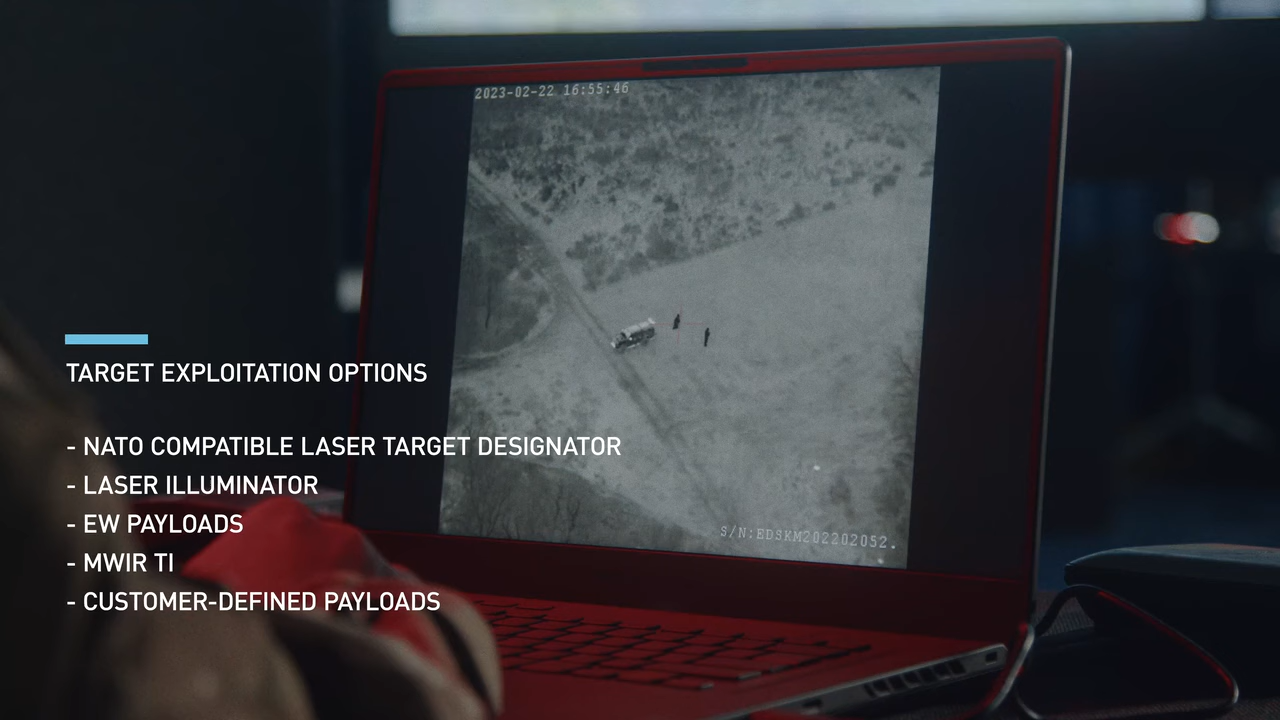 2023-02-22 16:55:46
TARGET EXPLOITATION OPTIONS
- NATO COMPATIBLE LASER TARGET DESIGNATOR
- LASER ILLUMINATOR
- EW PAYLOADS
- MWIR TI
- CUSTOMER-DEFINED PAYLOADS
S/N:EDSKM202202052.